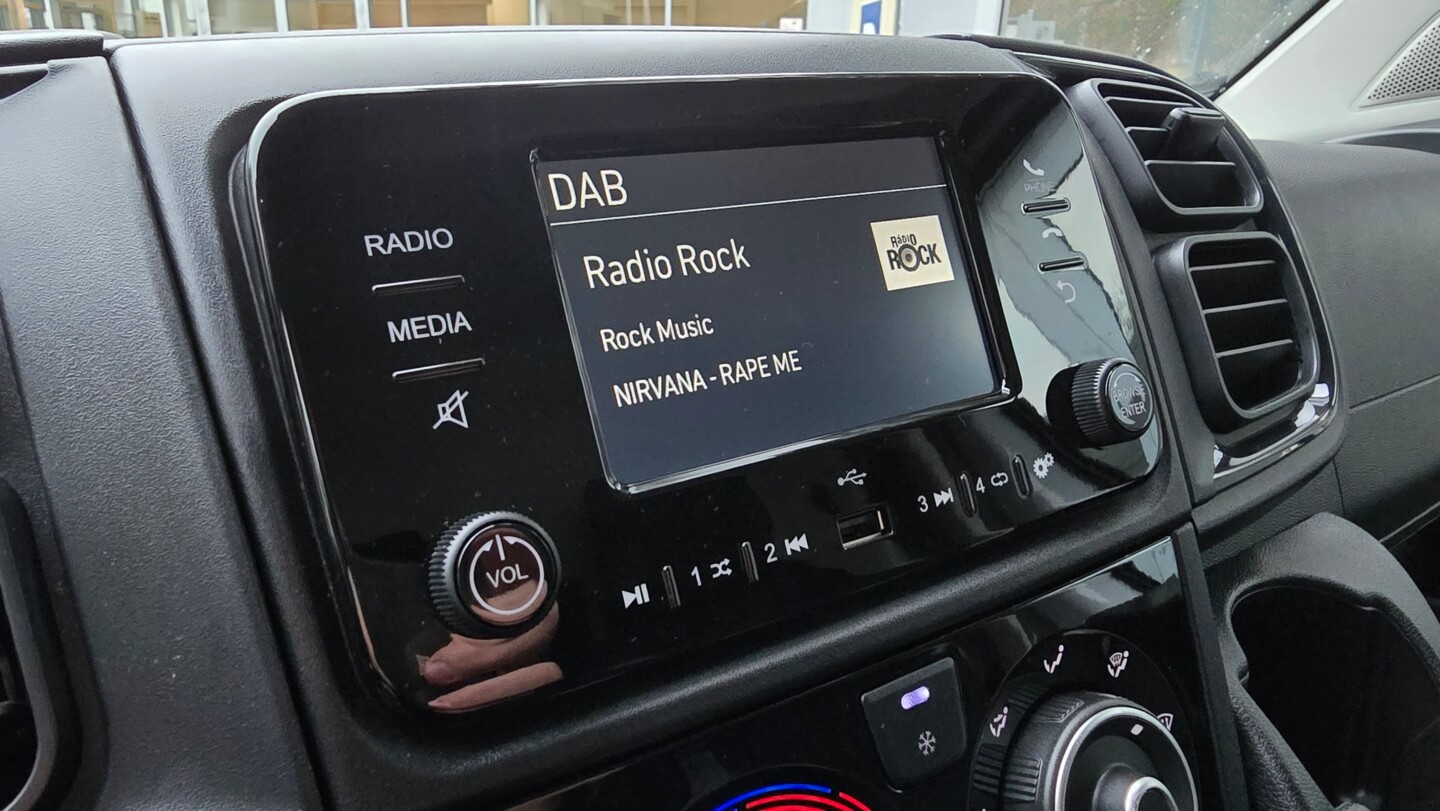 DAB
Radio Rock
RADIO
ROCK
Rock Music
NIRVANA - RAPE ME
RADIO
MEDIA
VOL
PHONE
BROWSE
ENTER
1
2
3
4